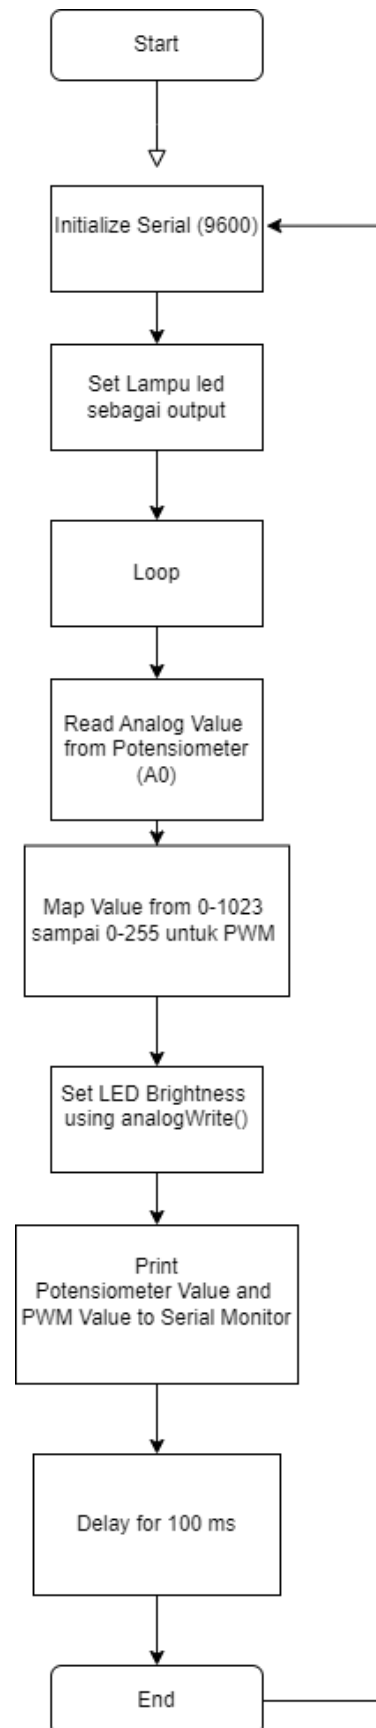 Start
Initialize Serial (9600)
Set Lampu led
sebagai output
Loop
Read Analog Value
from Potensiometer
(A0)
Map Value from 0-1023
sampai 0-255 untuk PWM
Set LED Brightness
using analogWrite()
Print
Potensiometer Value and
PWM Value to Serial Monitor
Delay for 100 ms
End